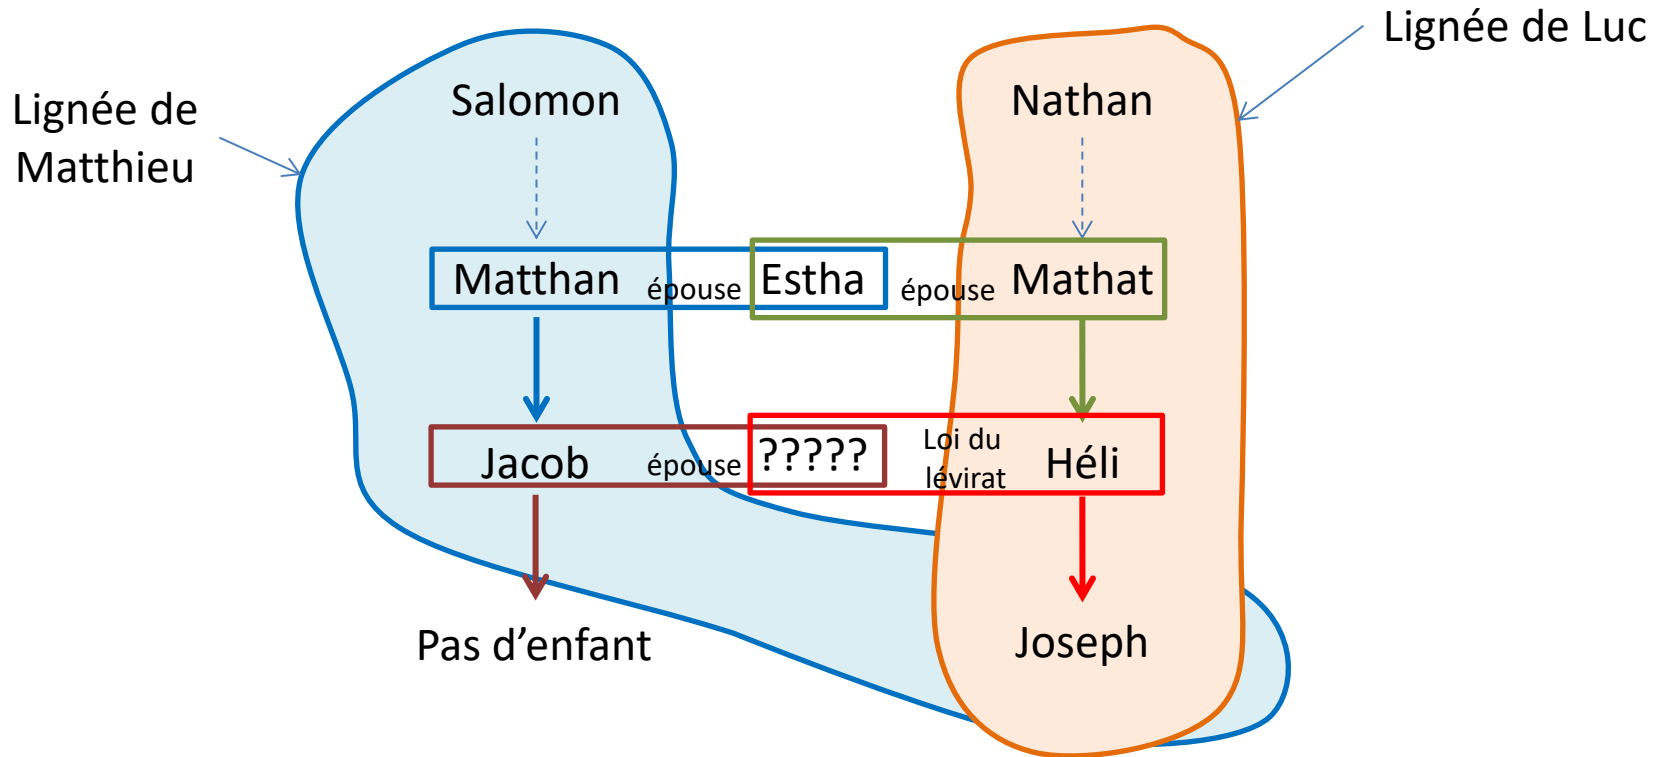 Lignée de Luc
Lignée de
Matthieu
Salomon
Nathan
Matthan épouse Estha épouse Mathat
Jacob épouse ????? Loi du
lévirat Héli
Pas d’enfant
Joseph